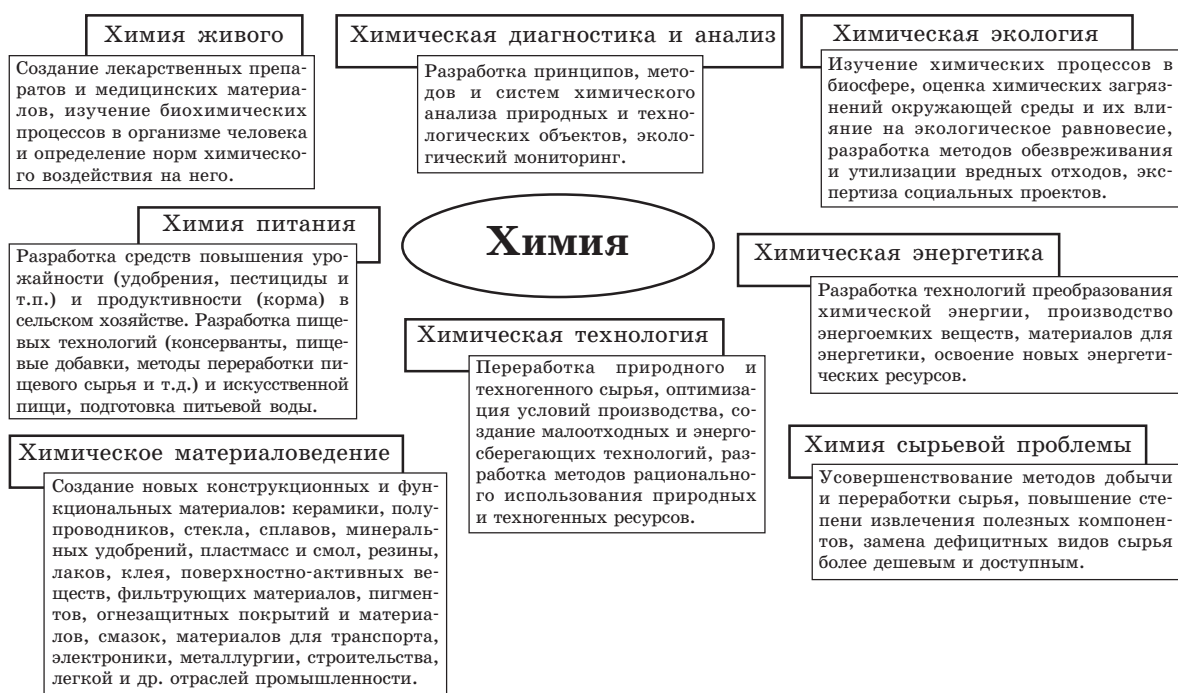 Химия живого
Создание лекарственных препа-
ратов и медицинских материа-
лов, изучение биохимических
процессов в организме человека
и определение норм химическо-
го воздействия на него.
Химическая диагностика и анализ
Разработка принципов, мето-
дов и систем химического
анализа природных и техно-
логических объектов, эколо-
гический мониторинг.
Химическая экология
Изучение химических процессов в
биосфере, оценка химических загряз-
нений окружающей среды и их вли-
яние на экологическое равновесие,
разработка методов обезвреживания
и утилизации вредных отходов, экс-
пертиза социальных проектов.
Химия питания
Разработка средств повышения уро-
жайности (удобрения, пестициды и
т.п.) и продуктивности (корма) в
сельском хозяйстве. Разработка пище-
вых технологий (консерванты, пище-
вые добавки, методы переработки пи-
щевого сырья и т.д.) и искусственной
пищи, подготовка питьевой воды.
Химия
Химическая энергетика
Разработка технологий преобразования
химической энергии, производство
энергоемких веществ, материалов для
энергетики, освоение новых энергети-
ческих ресурсов.
Химическая технология
Переработка природного и
техногенного сырья, оптимиза-
ция условий производства, со-
здание малоотходных и энерго-
сберегающих технологий, раз-
работка методов рационально-
го использования природных
и техногенных ресурсов.
Химическое материаловедение
Создание новых конструкционных и фун-
кциональных материалов: керамики, полу-
проводников, стекла, сплавов, минераль-
ных удобрений, пластмасс и смол, резины,
лаков, клея, поверхностно-активных ве-
ществ, фильтрующих материалов, пигмен-
тов, огнезащитных покрытий и материа-
лов, смазок, материалов для транспорта,
электроники, металлургии, строительства,
легкой и др. отраслей промышленности.
Химия сырьевой проблемы
Усовершенствование методов добычи
и переработки сырья, повышение сте-
пени извлечения полезных компонен-
тов, замена дефицитных видов сырья
более дешевым и доступным.